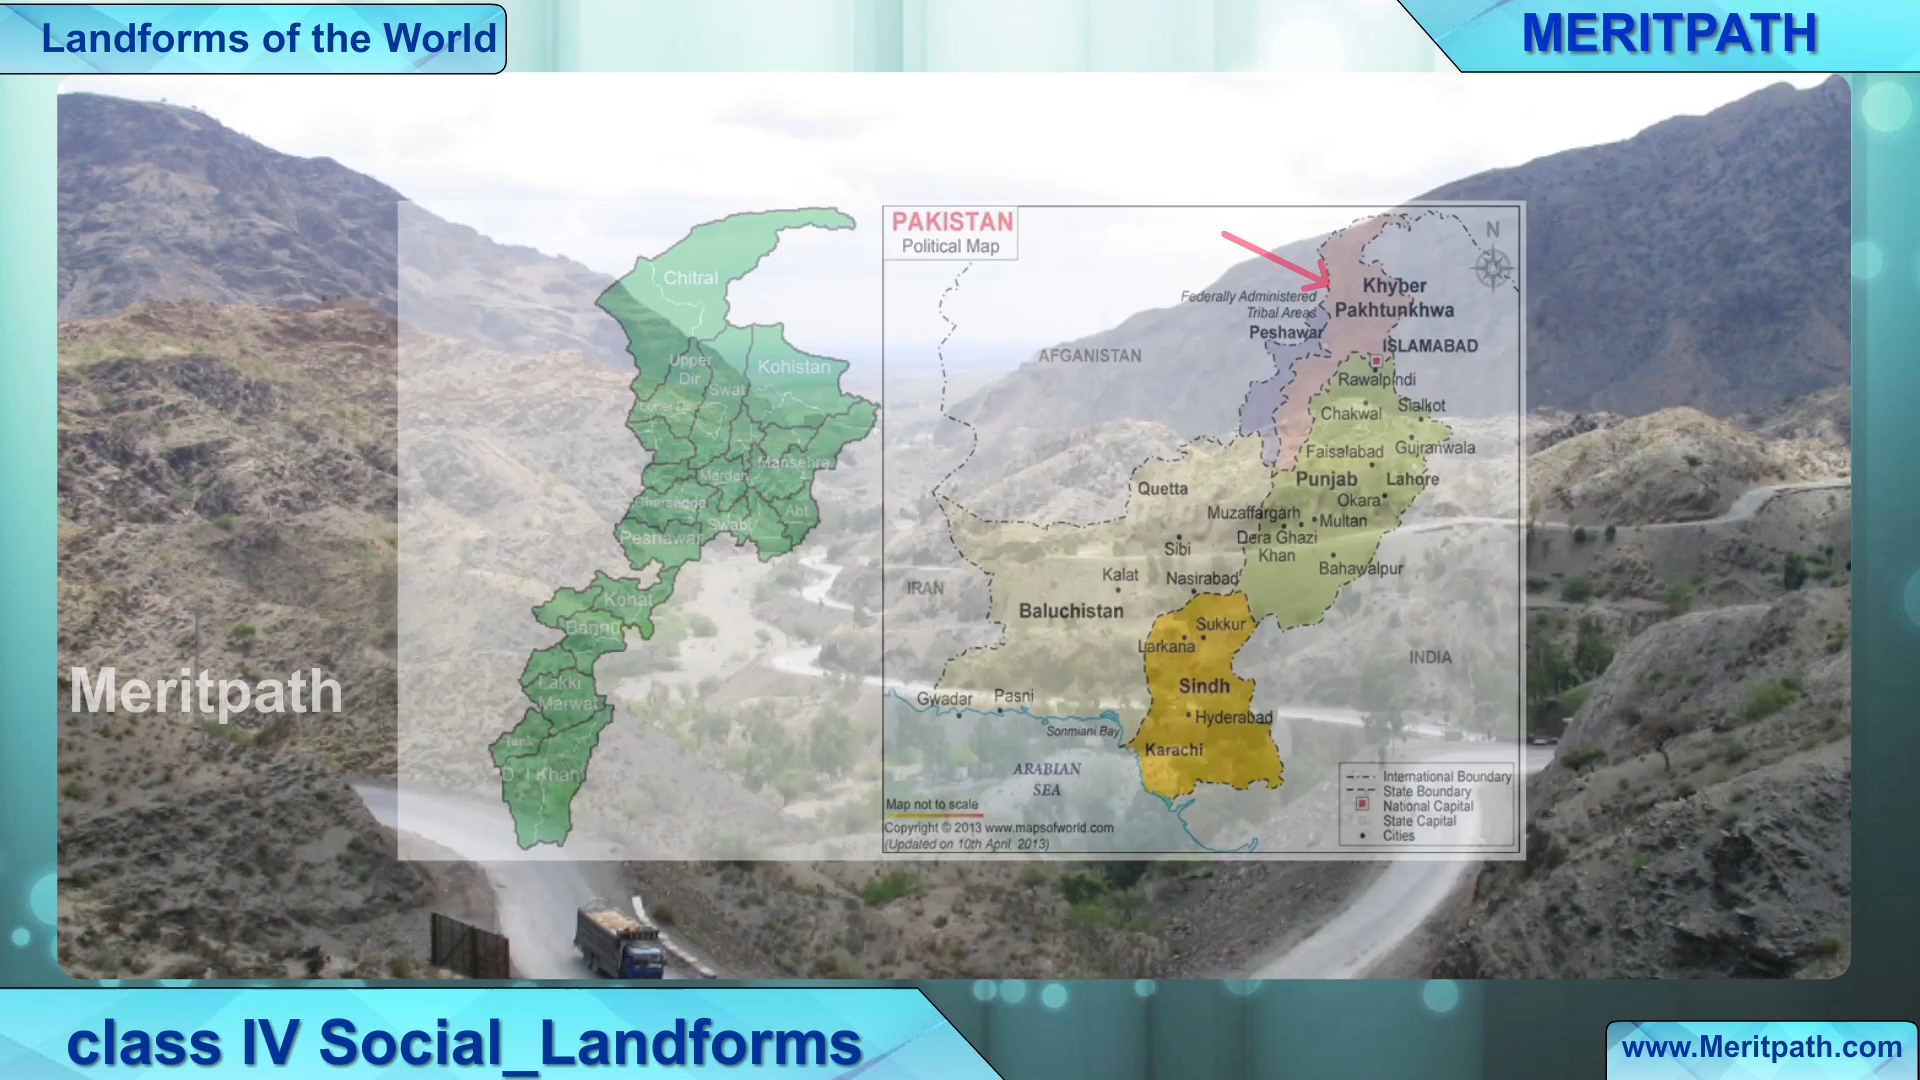 Landforms of the World
MERITPATH
Chitral
Upper
Dir
Kohistan
Swat
Lower Dir
Mansehra
Mardan
Charsadda
Abt
Swabi
Peshawar
Kohat
Bannu
Lakki
Marwat
Tank
D I Khan
PAKISTAN
Political Map
N
Khyber
Pakhtunkhwa
Federally Administered
Tribal Areas
Peshawar
ISLAMABAD
AFGANISTAN
Rawalpindi
Chakwal
Sialkot
Faisalabad
Gujranwala
Punjab
Lahore
Quetta
Okara
Muzaffargarh
Multan
Dera Ghazi
Khan
Sibi
Bahawalpur
Kalat
Nasirabad
IRAN
Baluchistan
Sukkur
Larkana
INDIA
Sindh
Gwadar
Pasni
Hyderabad
Sonmiani Bay
Karachi
ARABIAN
SEA
International Boundary
State Boundary
National Capital
State Capital
Cities
Map not to scale
Copyright © 2013 www.mapsofworld.com
(Updated on 10th April, 2013)
Meritpath
class IV Social_Landforms
www.Meritpath.com